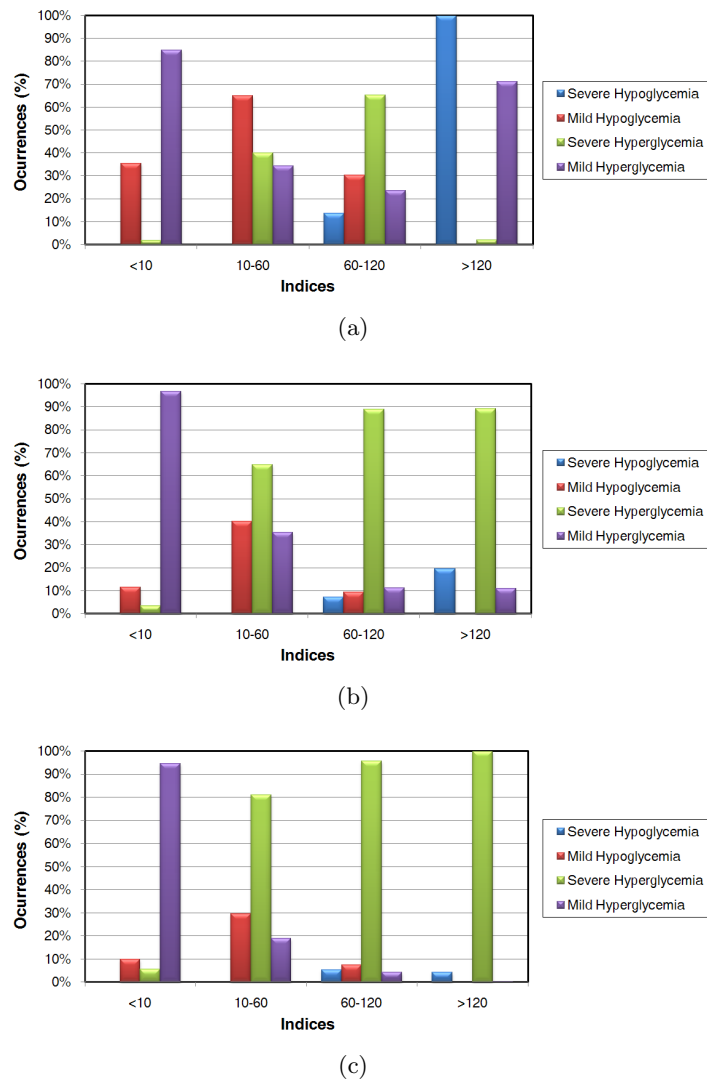 100%
90%
80%
70%
60%
50%
40%
30%
20%
10%
0%
Ocurrences (%)
<10 10-60 60-120 >120
Indices
Severe Hypoglycemia
Mild Hypoglycemia
Severe Hyperglycemia
Mild Hyperglycemia
(a)
100%
90%
80%
70%
60%
50%
40%
30%
20%
10%
0%
Ocurrences (%)
<10 10-60 60-120 >120
Indices
Severe Hypoglycemia
Mild Hypoglycemia
Severe Hyperglycemia
Mild Hyperglycemia
(b)
100%
90%
80%
70%
60%
50%
40%
30%
20%
10%
0%
Ocurrences (%)
<10 10-60 60-120 >120
Indices
Severe Hypoglycemia
Mild Hypoglycemia
Severe Hyperglycemia
Mild Hyperglycemia
(c)